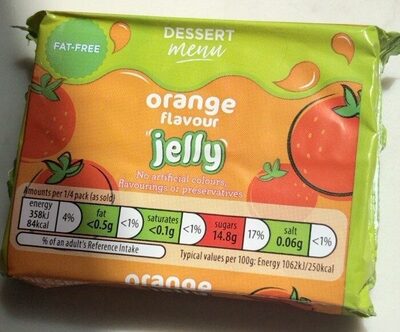 DESSERT
menu
FAT-FREE
orange
flavour
jelly
No artificial colours,
flavourings or preservatives
Amounts per 1/4 pack (as sold)
energy
358kJ
84kcal
4%
fat
<0.5g
<1%
saturates
<0.1g
<1%
sugars
14.8g
17%
salt
0.06g
<1%
% of an adult's Reference Intake
Typical values per 100g: Energy 1062kJ/250kcal
orange